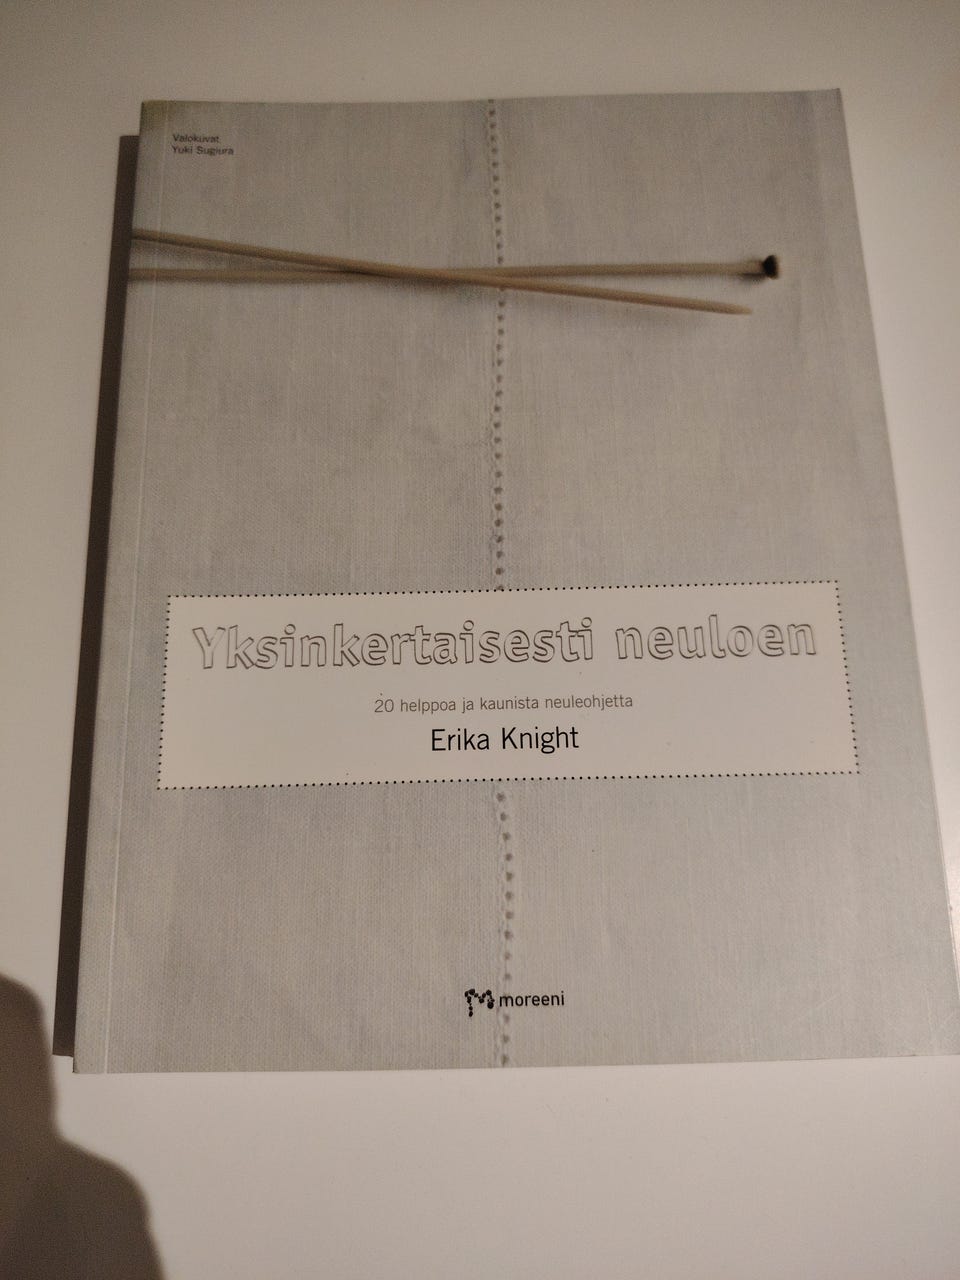 Valokuvat
Yuki Sugiura
Yksinkertaisesti neuloen
20 helppoa ja kaunista neuleohjetta
Erika Knight
moreeni